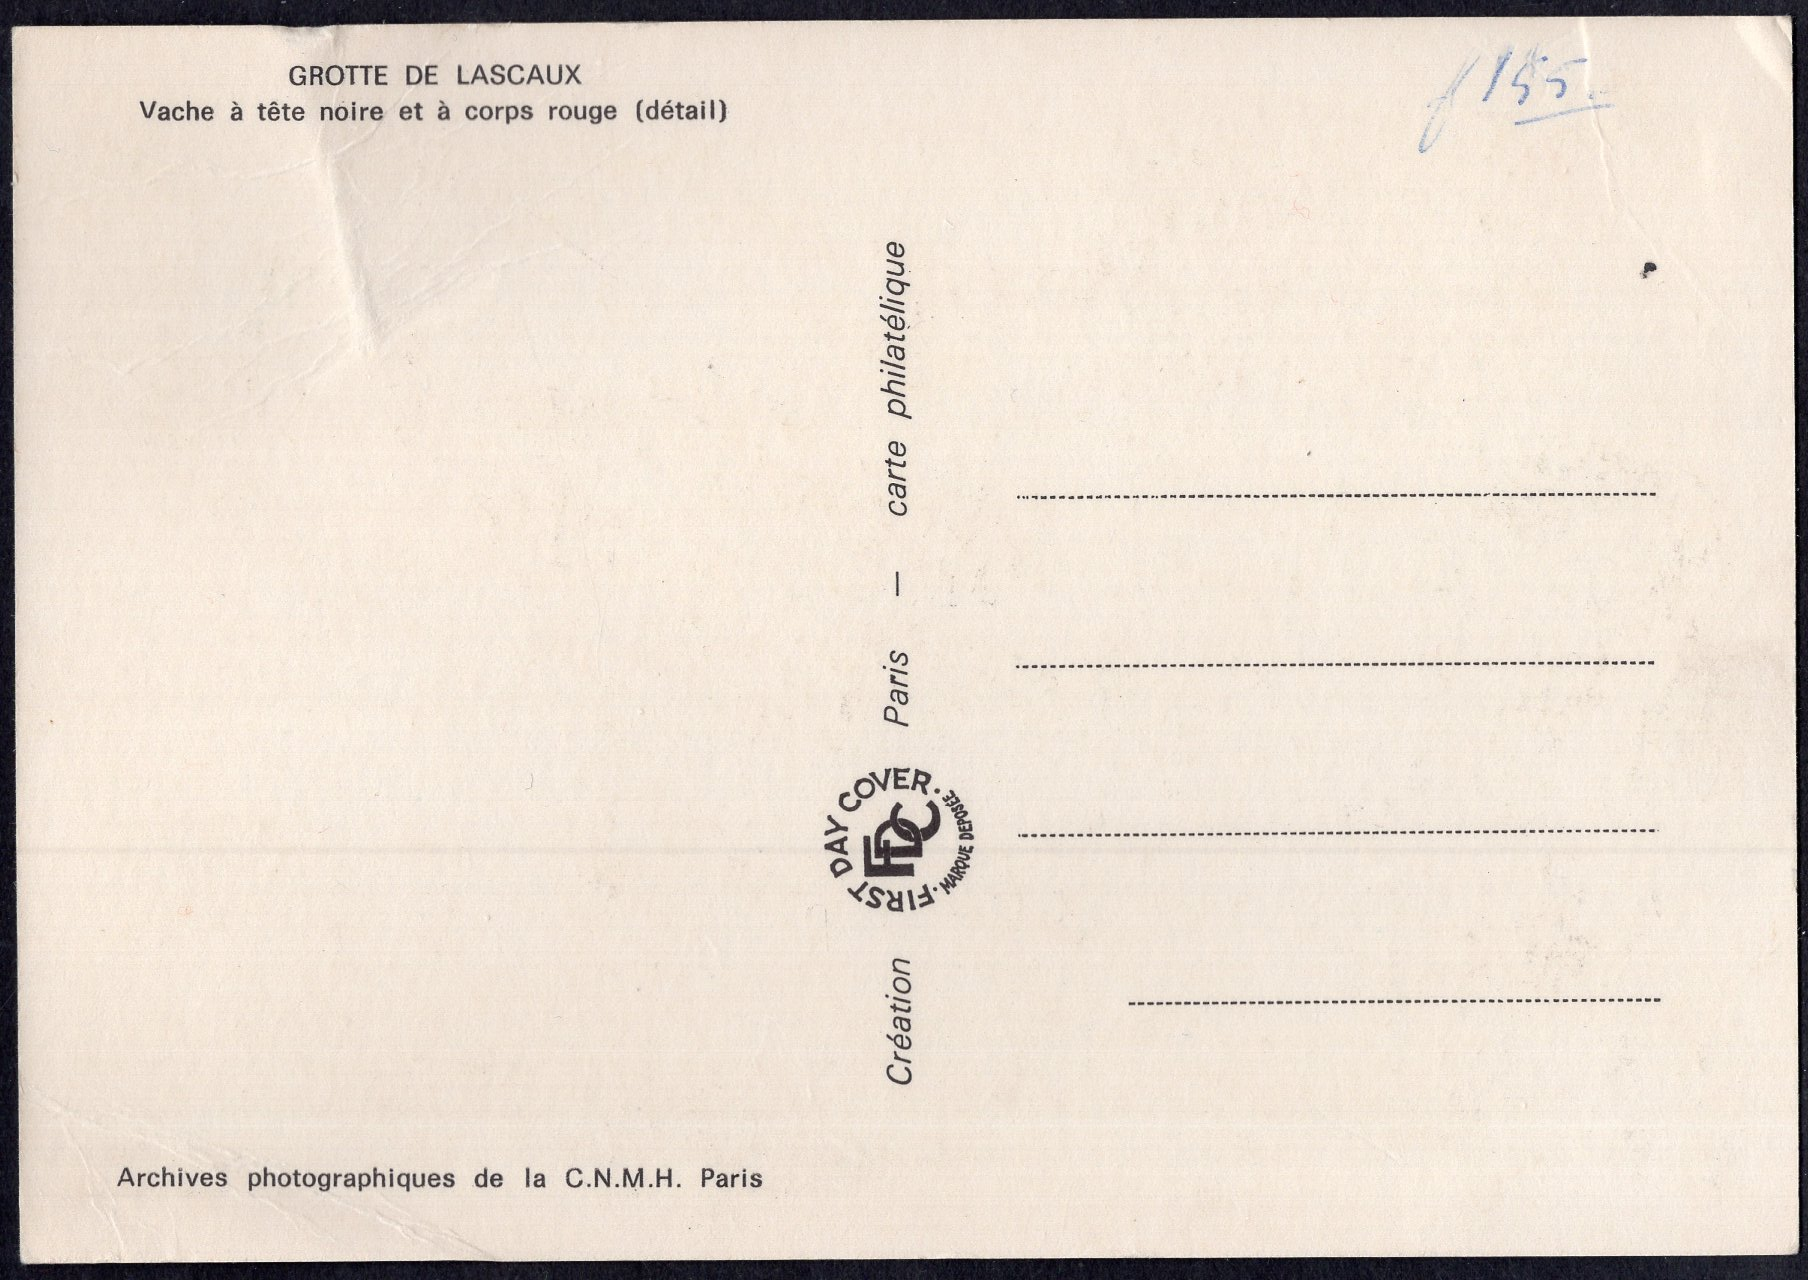 GROTTE DE LASCAUX
Vache à tête noire et à corps rouge (détail)
f 155.
Création FIRST DAY COVER · MARQUE DEPOSÉE · FDC Paris — carte philatélique
Archives photographiques de la C.N.M.H. Paris